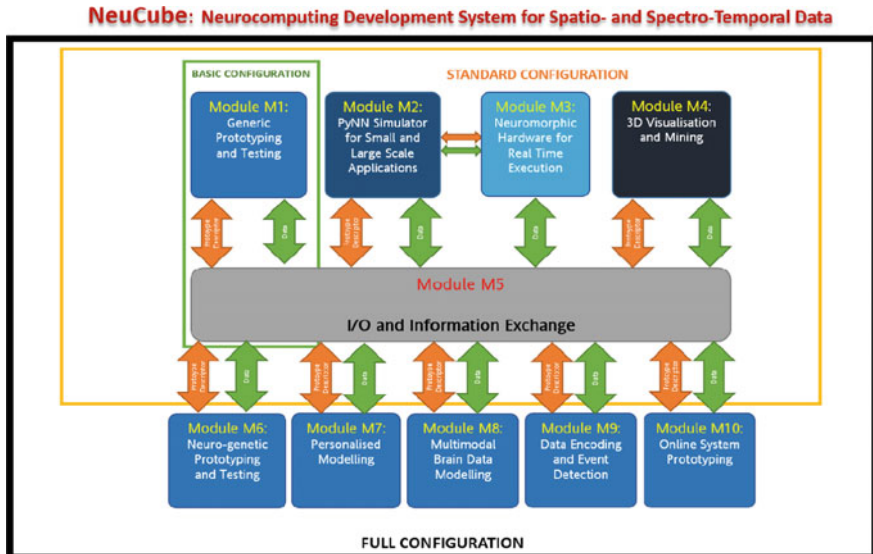 NeuCube: Neurocomputing Development System for Spatio- and Spectro-Temporal Data
BASIC CONFIGURATION
STANDARD CONFIGURATION
Module M1:
Generic
Prototyping
and Testing
Module M2:
PyNN Simulator
for Small and
Large Scale
Applications
Module M3:
Neuromorphic
Hardware for
Real Time
Execution
Module M4:
3D Visualisation
and Mining
Data
Data
Data
Data
Module M5
I/O and Information Exchange
Data
Data
Data
Data
Data
Module M6:
Neuro-genetic
Prototyping
and Testing
Module M7:
Personalised
Modelling
Module M8:
Multimodal
Brain Data
Modelling
Module M9:
Data Encoding
and Event
Detection
Module M10:
Online System
Prototyping
FULL CONFIGURATION